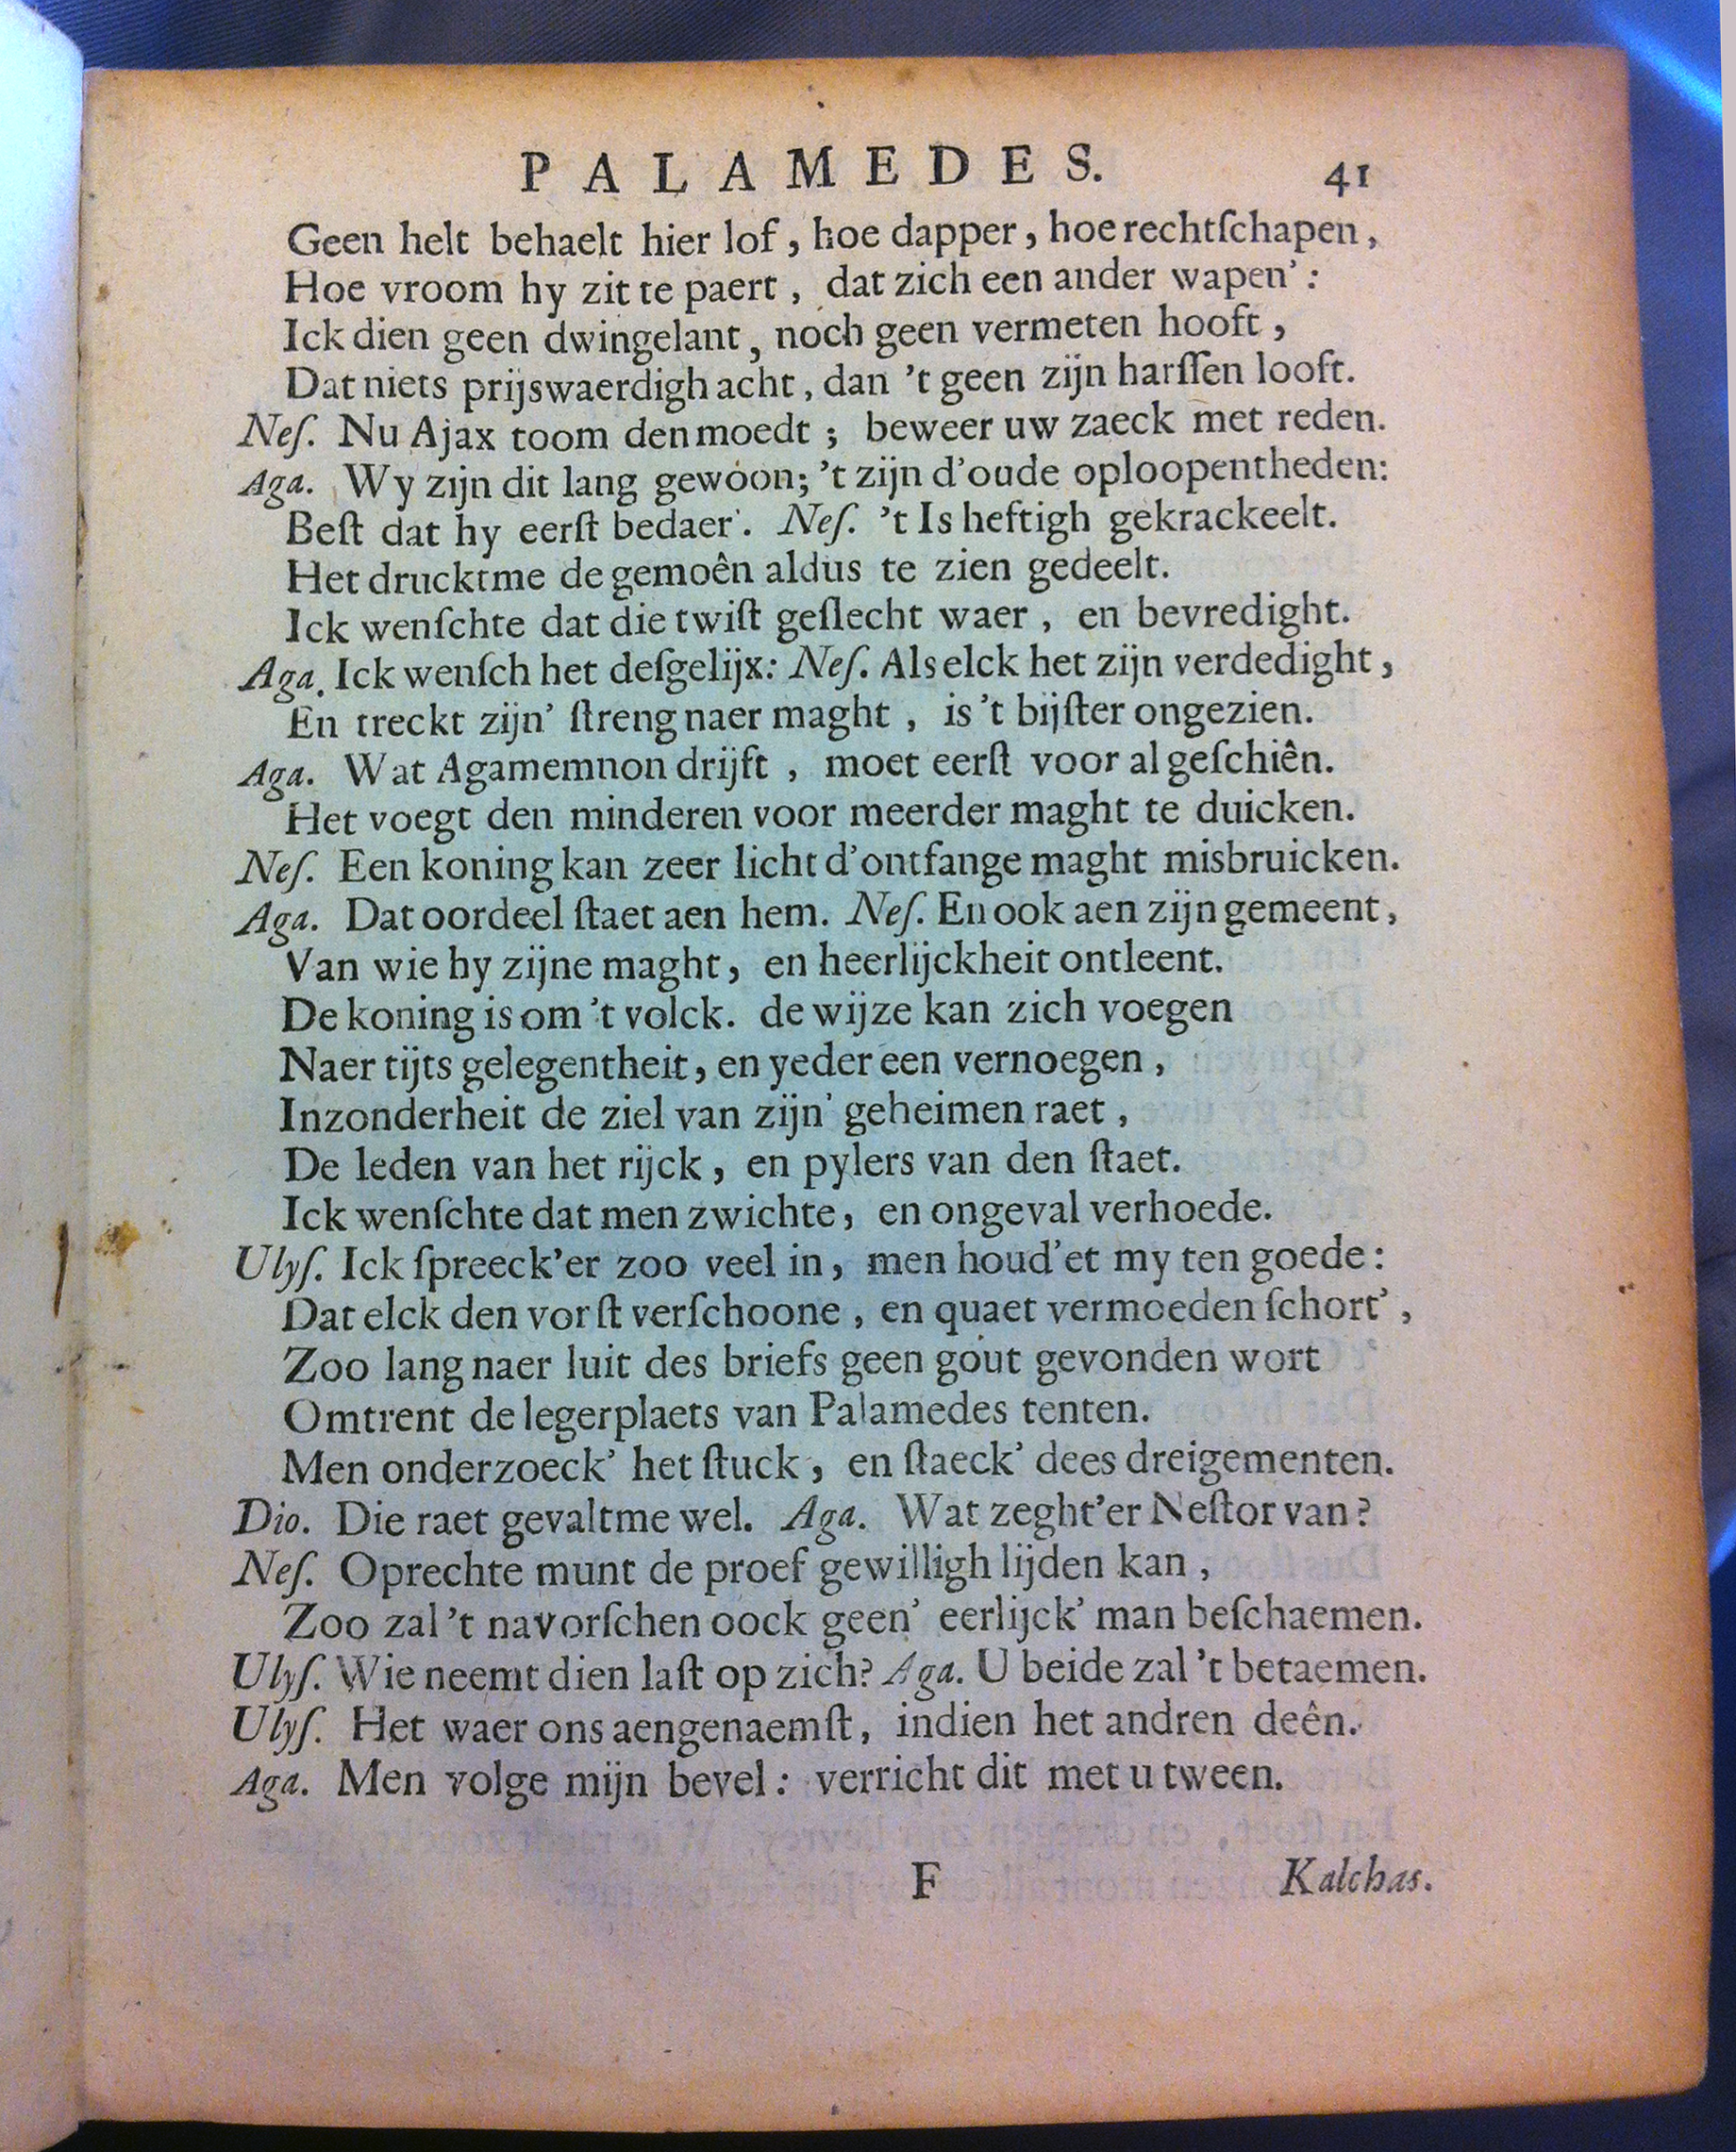 PALAMEDES. 41
Geen helt behaelt hier lof, hoe dapper, hoe rechtſchapen,
Hoe vroom hy zit te paert, dat zich een ander wapen':
Ick dien geen dwingelant, noch geen vermeten hooft,
Dat niets prijswaerdigh acht, dan 't geen zijn harſſen looft.
Neſ. Nu Ajax toom den moedt; beweer uw zaeck met reden.
Aga. Wy zijn dit lang gewoon; 't zijn d'oude oploopentheden:
Beſt dat hy eerſt bedaer'. Neſ. 't Is heftigh gekrackeelt.
Het druckt me de gemoên aldus te zien gedeelt.
Ick wenſchte dat die twiſt geſlecht waer, en bevredight.
Aga. Ick wenſch het deſgelijx: Neſ. Als elck het zijn verdedight,
En treckt zijn' ſtreng naer maght, is 't bijſter ongezien.
Aga. Wat Agamemnon drijft, moet eerſt voor al geſchiên.
Het voegt den minderen voor meerder maght te duicken.
Neſ. Een koning kan zeer licht d'ontfange maght misbruicken.
Aga. Dat oordeel ſtaet aen hem. Neſ. En ook aen zijn gemeent,
Van wie hy zijne maght, en heerlijckheit ontleent.
De koning is om 't volck. de wijze kan zich voegen
Naer tijts gelegentheit, en yeder een vernoegen,
Inzonderheit de ziel van zijn' geheimen raet,
De leden van het rijck, en pylers van den ſtaet.
Ick wenſchte dat men zwichte, en ongeval verhoede.
Ulyſ. Ick ſpreeck'er zoo veel in, men houd'et my ten goede:
Dat elck den vorſt verſchoone, en quaet vermoeden ſchort',
Zoo lang naer luit des briefs geen gout gevonden wort
Omtrent de legerplaets van Palamedes tenten.
Men onderzoeck' het ſtuck, en ſtaeck' dees dreigementen.
Dio. Die raet gevalt me wel. Aga. Wat zeght'er Neſtor van?
Neſ. Oprechte munt de proef gewilligh lijden kan,
Zoo zal 't navorſchen oock geen' eerlijck' man beſchaemen.
Ulyſ. Wie neemt dien laſt op zich? Aga. U beide zal 't betaemen.
Ulyſ. Het waer ons aengenaemſt, indien het andren deên.
Aga. Men volge mijn bevel: verricht dit met u tween.
F Kalchas.